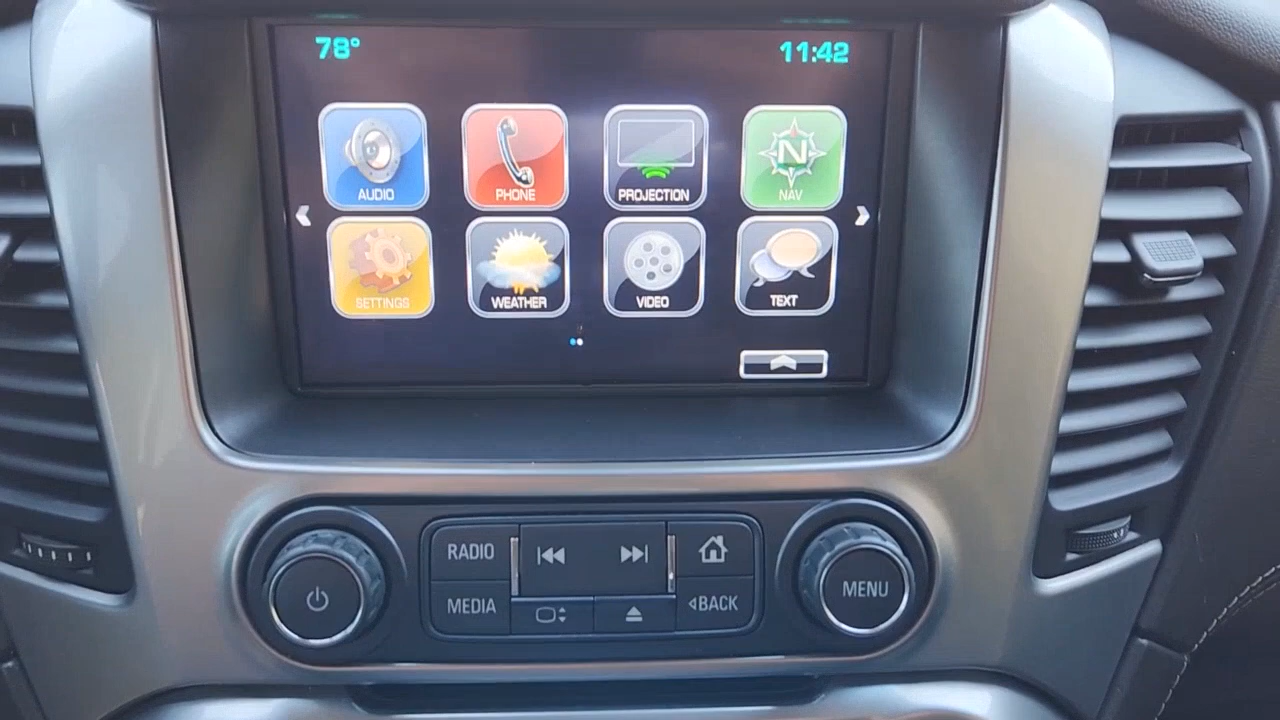 78° 11:42
AUDIO PHONE PROJECTION N NAV
SETTINGS WEATHER VIDEO TEXT
RADIO
MENU
MEDIA BACK